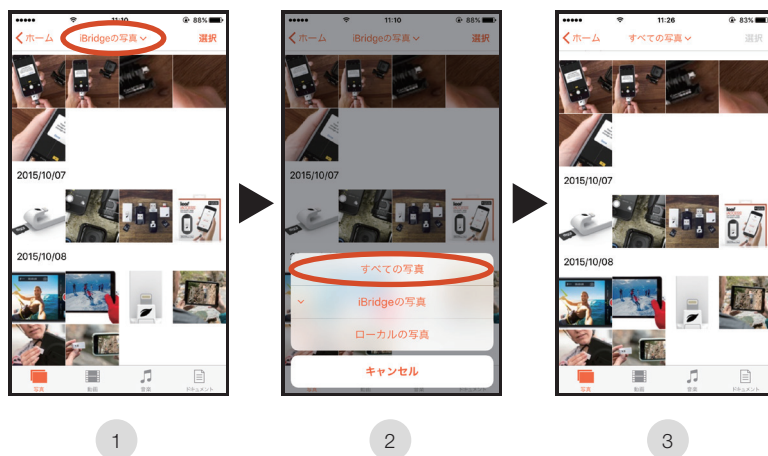 11:10
88%
ホーム
iBridgeの写真
選択
2015/10/07
2015/10/08
写真
動画
音楽
ドキュメント
1
11:10
88%
ホーム
iBridgeの写真
選択
2015/10/07
すべての写真
iBridgeの写真
ローカルの写真
キャンセル
2
11:26
83%
ホーム
すべての写真
選択
2015/10/07
2015/10/08
写真
動画
音楽
ドキュメント
3